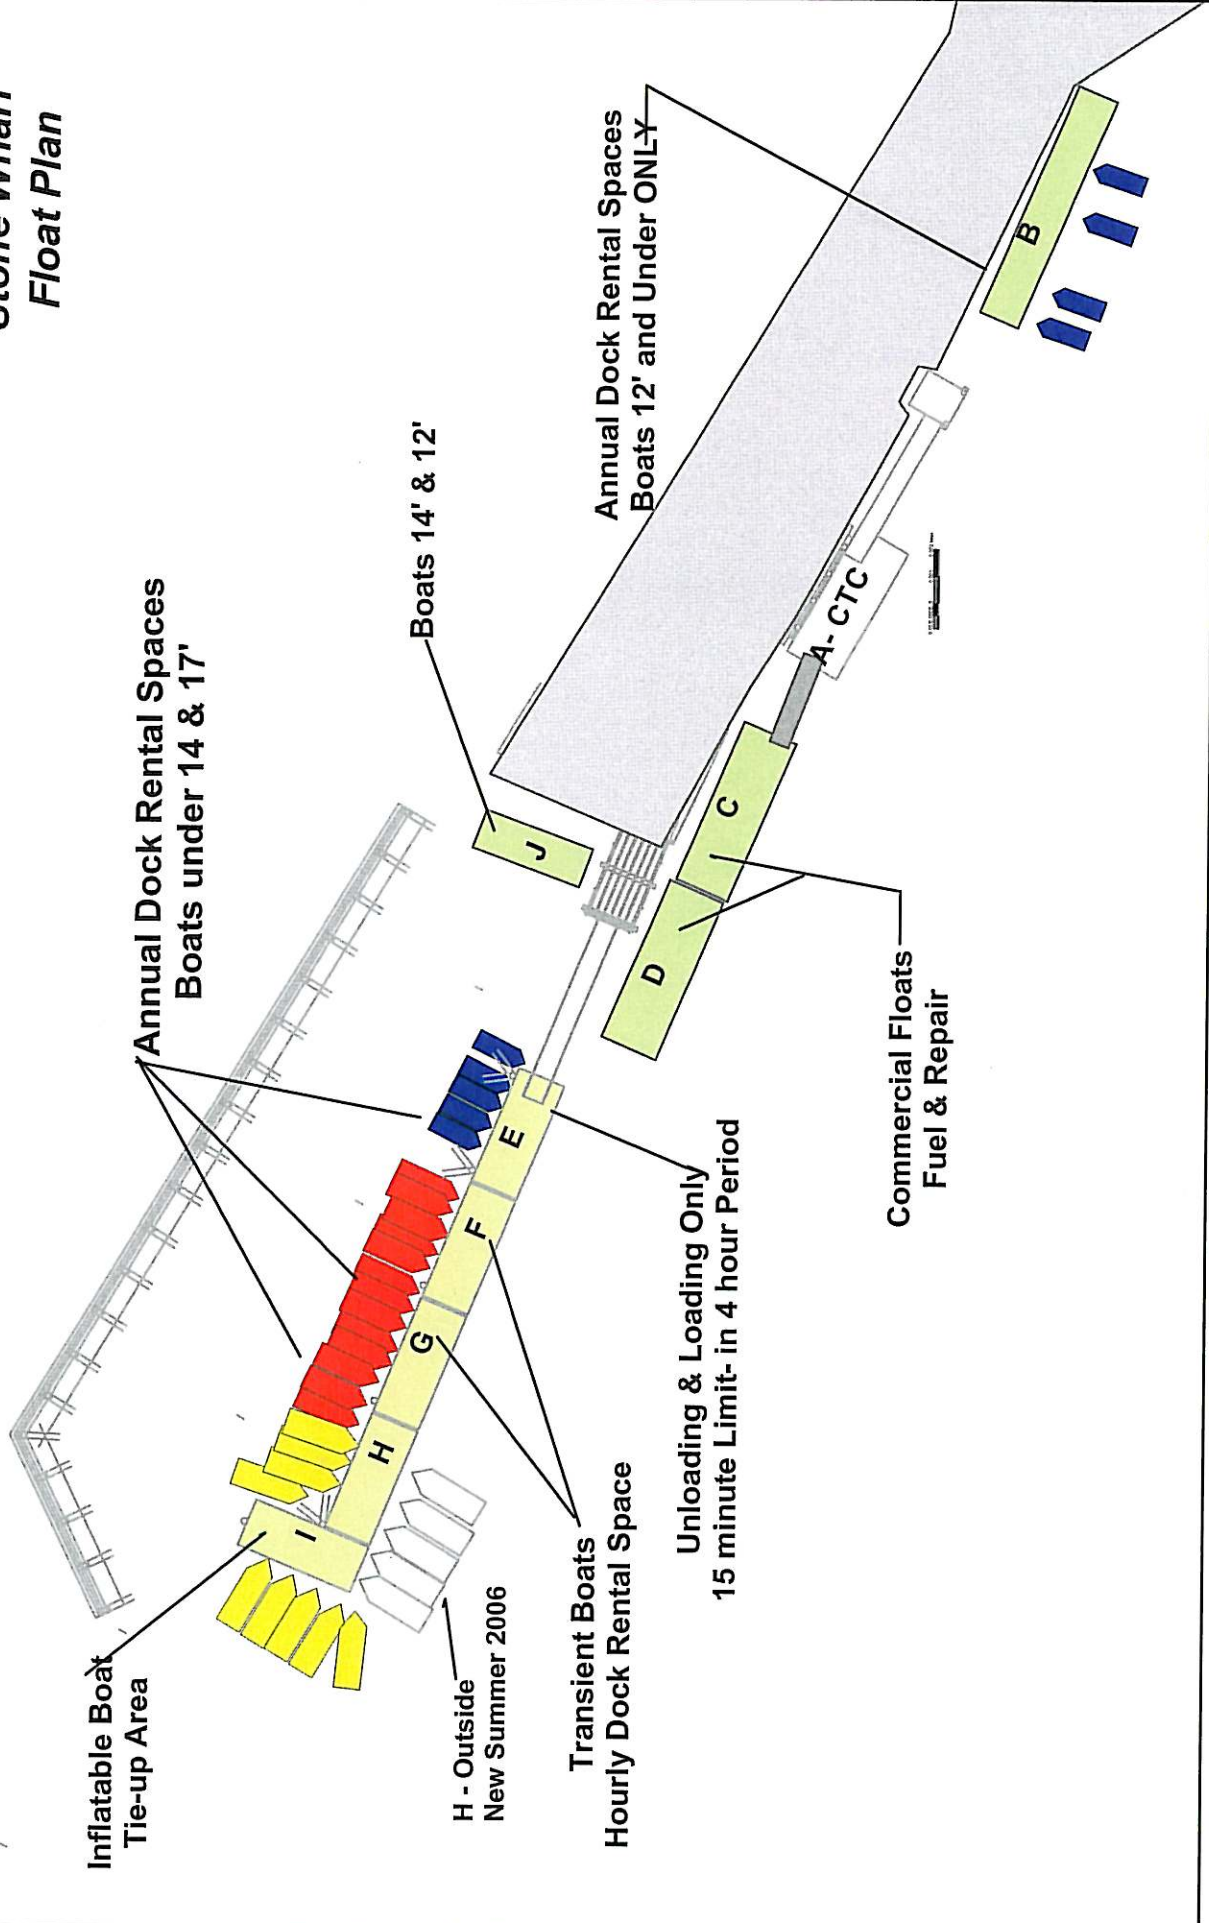 Float Plan
Annual Dock Rental Spaces
Boats under 14 & 17'
Boats 14' & 12'
Annual Dock Rental Spaces
Boats 12' and Under ONLY
Inflatable Boat
Tie-up Area
H - Outside
New Summer 2006
Transient Boats
Hourly Dock Rental Space
Unloading & Loading Only
15 minute Limit- in 4 hour Period
Commercial Floats
Fuel & Repair
I
H
G
F
E
J
D
C
A- CTC
B